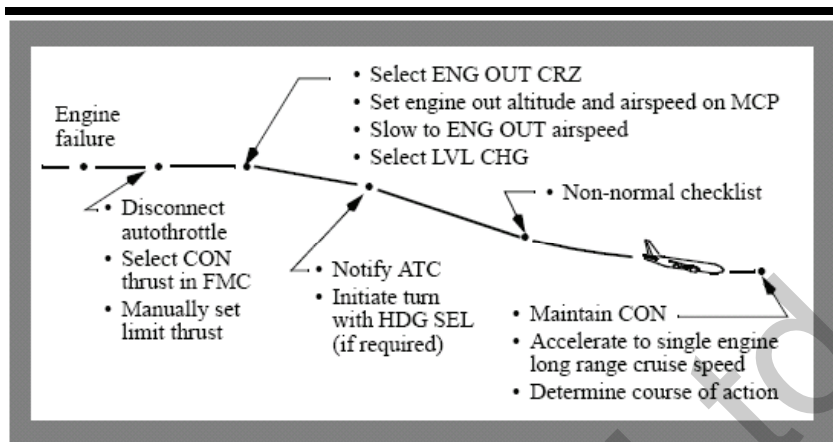 Engine
failure
• Disconnect
autothrottle
• Select CON
thrust in FMC
• Manually set
limit thrust
• Select ENG OUT CRZ
• Set engine out altitude and airspeed on MCP
• Slow to ENG OUT airspeed
• Select LVL CHG
• Notify ATC
• Initiate turn
with HDG SEL
(if required)
• Non-normal checklist
• Maintain CON
• Accelerate to single engine
long range cruise speed
• Determine course of action